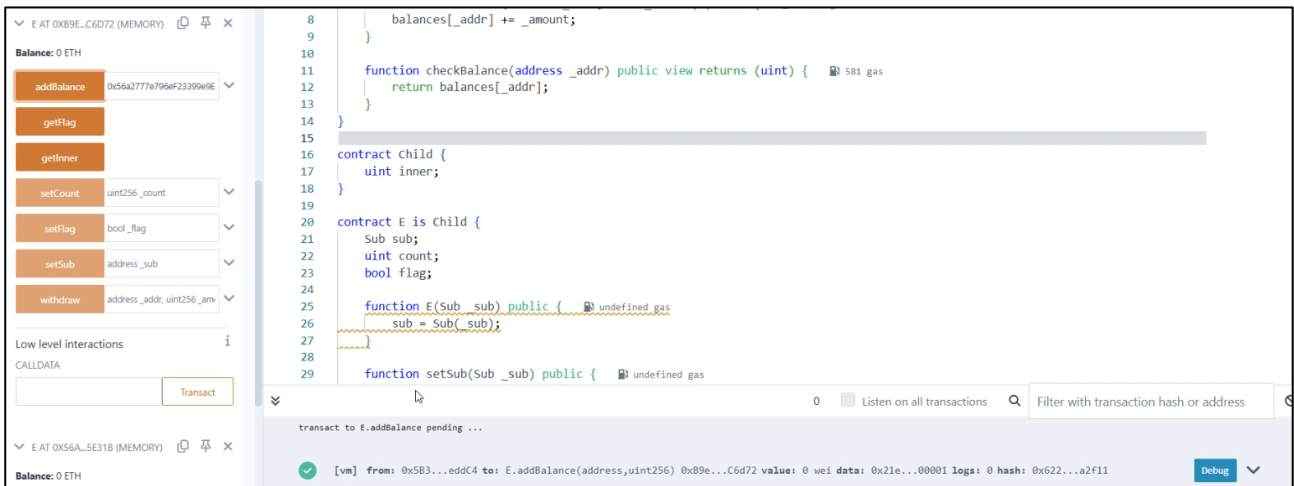 E AT 0XB9E...C6D72 (MEMORY)
Balance: 0 ETH
addBalance 0x56a2777e796eF23399e9E
getFlag
getInner
setCount uint256 _count
setFlag bool _flag
setSub address _sub
withdraw address _addr, uint256 _am
Low level interactions i
CALLDATA
Transact
E AT 0X56A...5E31B (MEMORY)
Balance: 0 ETH
8 balances[_addr] += _amount;
9 }
10
11 function checkBalance(address _addr) public view returns (uint) { 581 gas
12 return balances[_addr];
13 }
14 }
15
16 contract Child {
17 uint inner;
18 }
19
20 contract E is Child {
21 Sub sub;
22 uint count;
23 bool flag;
24
25 function E(Sub _sub) public { undefined gas
26 sub = Sub(_sub);
27 }
28
29 function setSub(Sub _sub) public { undefined gas
0 Listen on all transactions Filter with transaction hash or address
transact to E.addBalance pending ...
[vm] from: 0x5B3...eddC4 to: E.addBalance(address,uint256) 0xB9e...C6d72 value: 0 wei data: 0x21e...00001 logs: 0 hash: 0x622...a2f11 Debug